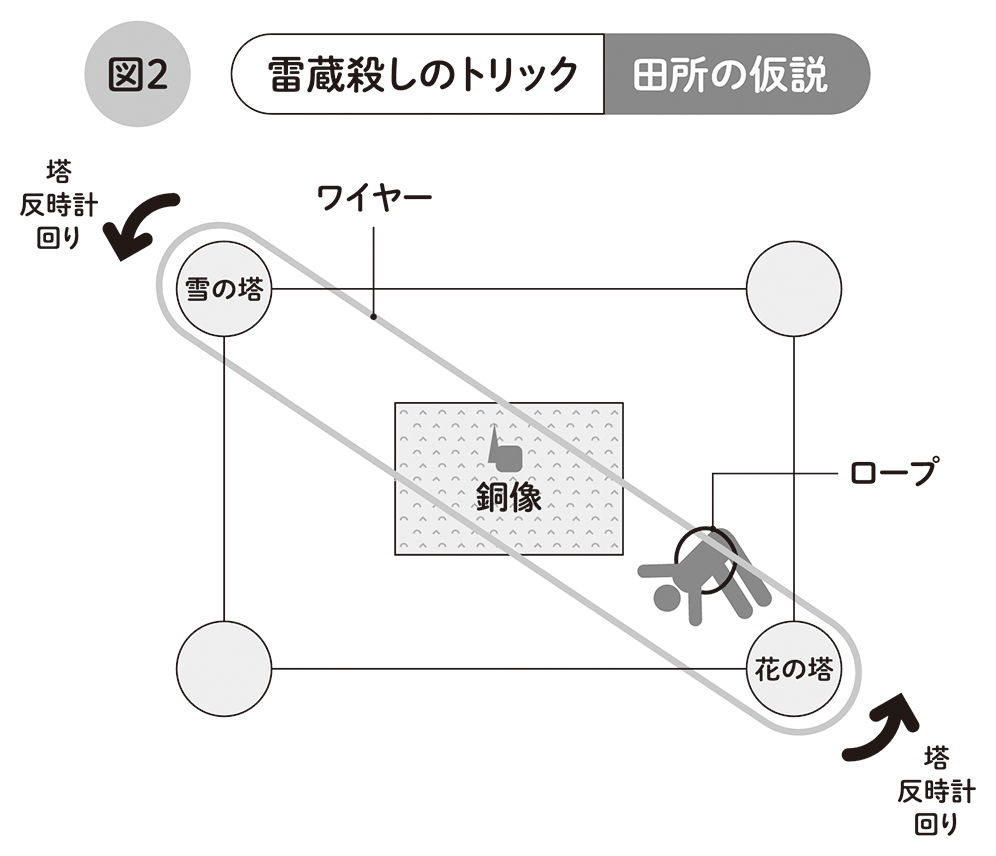 図2
雷蔵殺しのトリック
田所の仮説
塔
反時計
回り
ワイヤー
雪の塔
銅像
ロープ
花の塔
塔
反時計
回り